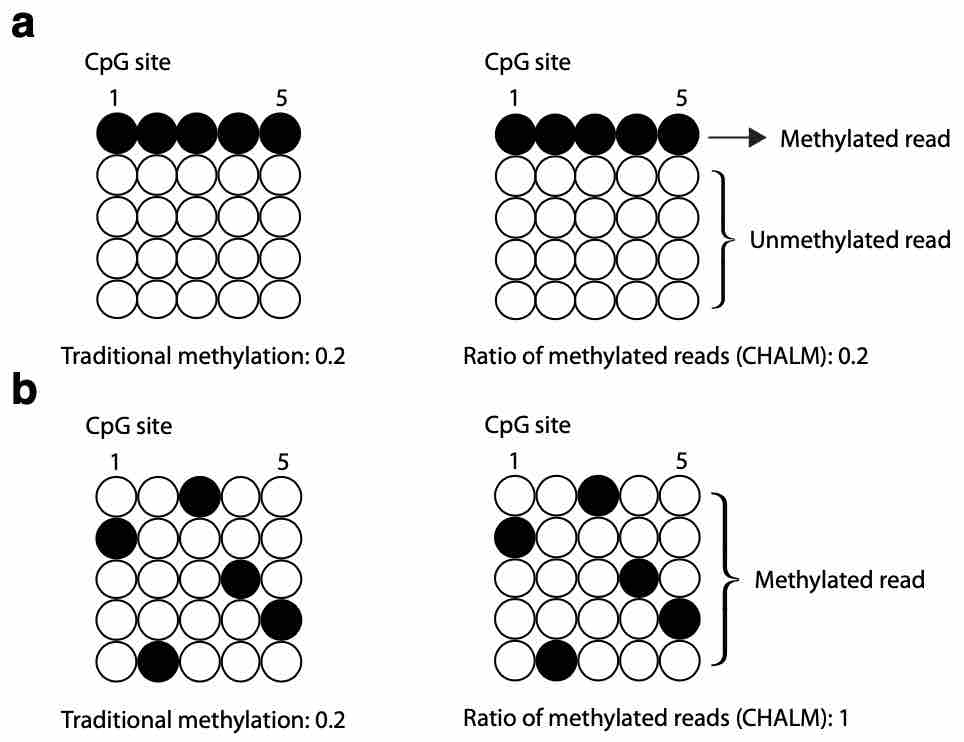 a
CpG site CpG site
1 5 1 5
Methylated read
Unmethylated read
Traditional methylation: 0.2 Ratio of methylated reads (CHALM): 0.2
b
CpG site CpG site
1 5 1 5
Methylated read
Traditional methylation: 0.2 Ratio of methylated reads (CHALM): 1